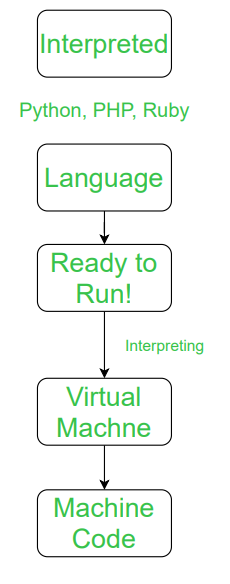 Interpreted
Python, PHP, Ruby
Language
Ready to
Run!
Interpreting
Virtual
Machne
Machine
Code